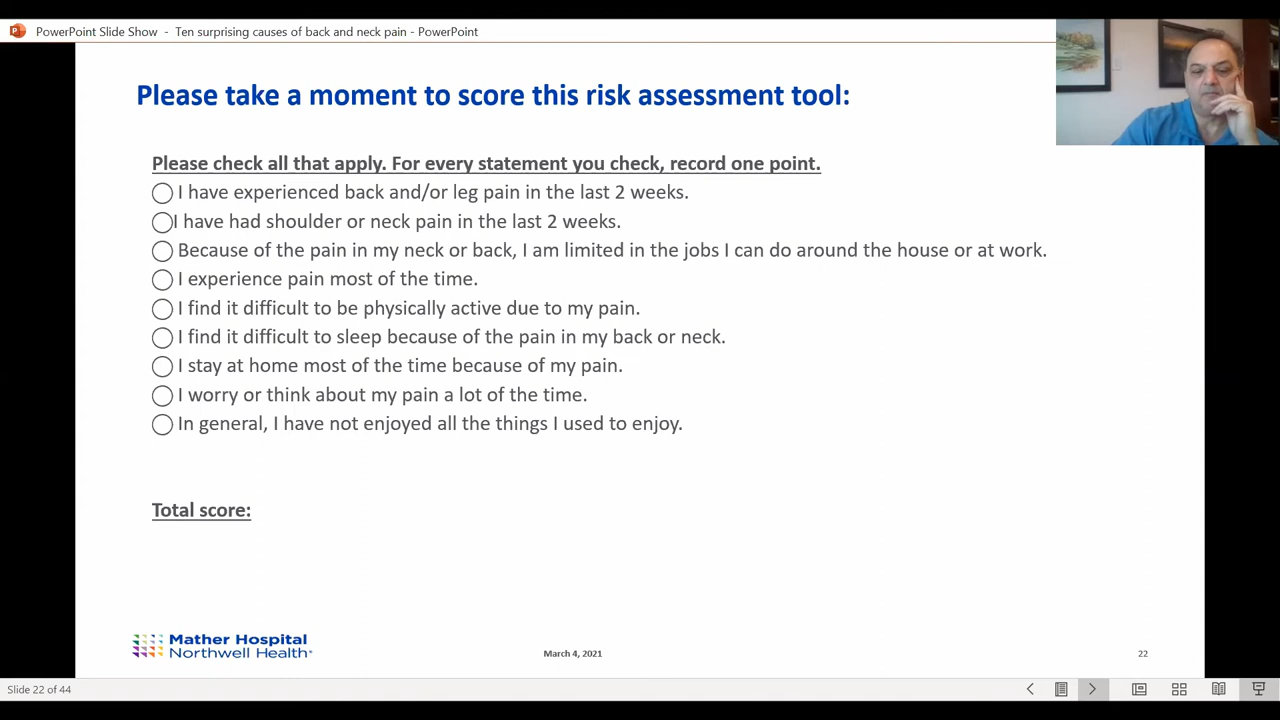 PowerPoint Slide Show - Ten surprising causes of back and neck pain - PowerPoint
Please take a moment to score this risk assessment tool:
Please check all that apply. For every statement you check, record one point.
I have experienced back and/or leg pain in the last 2 weeks.
I have had shoulder or neck pain in the last 2 weeks.
Because of the pain in my neck or back, I am limited in the jobs I can do around the house or at work.
I experience pain most of the time.
I find it difficult to be physically active due to my pain.
I find it difficult to sleep because of the pain in my back or neck.
I stay at home most of the time because of my pain.
I worry or think about my pain a lot of the time.
In general, I have not enjoyed all the things I used to enjoy.
Total score:
Mather Hospital
Northwell Health
March 4, 2021
22
Slide 22 of 44